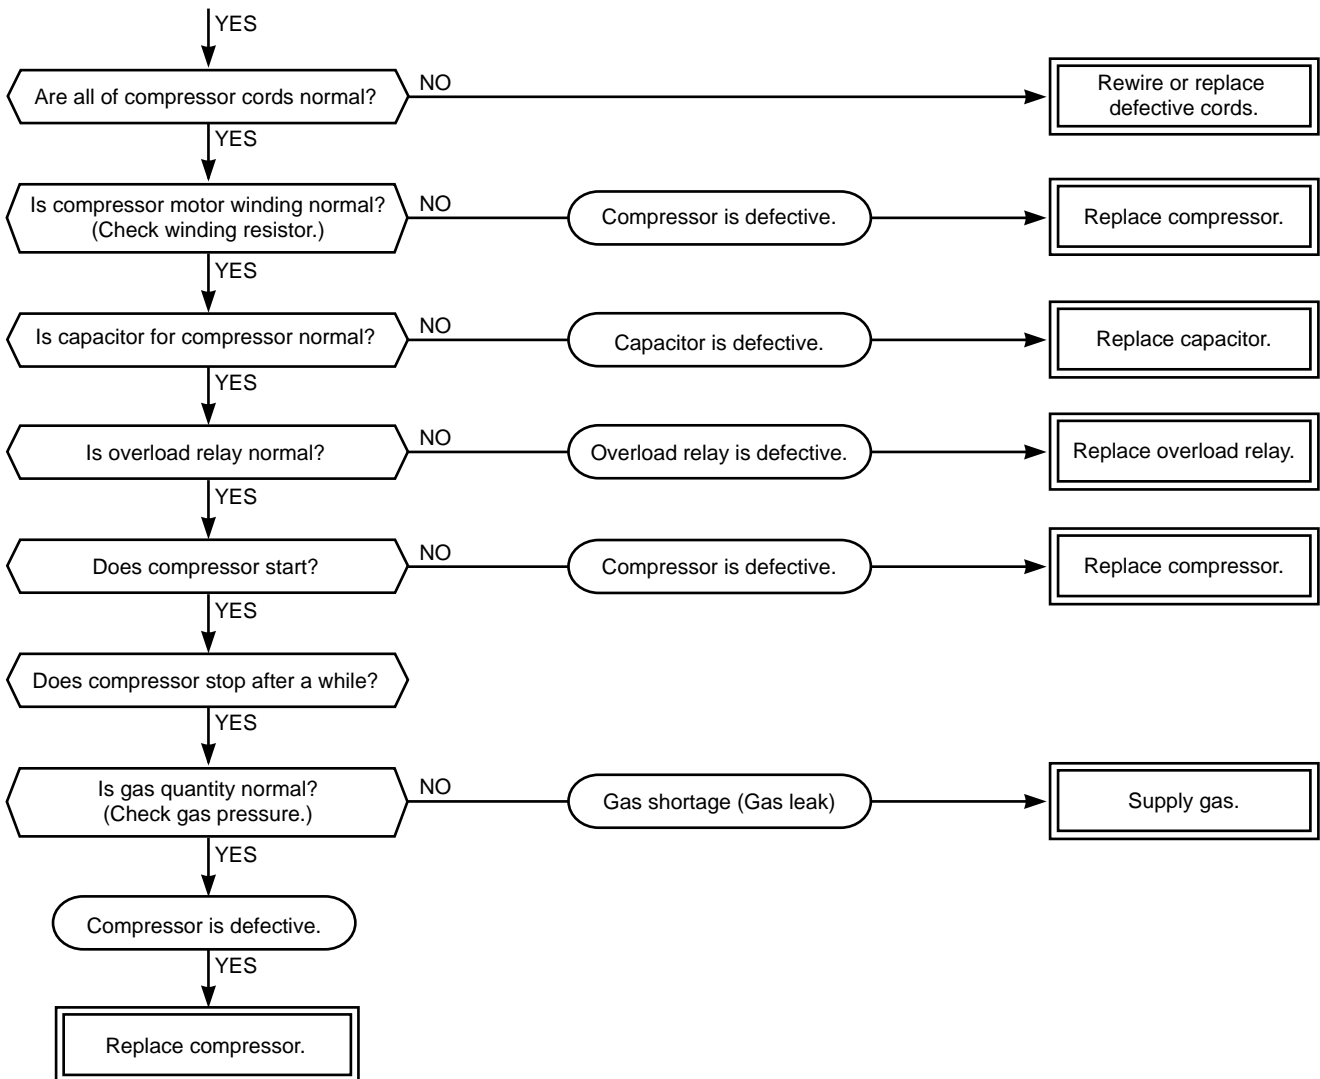 YES
Are all of compressor cords normal?
NO
Rewire or replace
defective cords.
YES
Is compressor motor winding normal?
(Check winding resistor.)
NO
Compressor is defective.
Replace compressor.
YES
Is capacitor for compressor normal?
NO
Capacitor is defective.
Replace capacitor.
YES
Is overload relay normal?
NO
Overload relay is defective.
Replace overload relay.
YES
Does compressor start?
NO
Compressor is defective.
Replace compressor.
YES
Does compressor stop after a while?
YES
Is gas quantity normal?
(Check gas pressure.)
NO
Gas shortage (Gas leak)
Supply gas.
YES
Compressor is defective.
YES
Replace compressor.